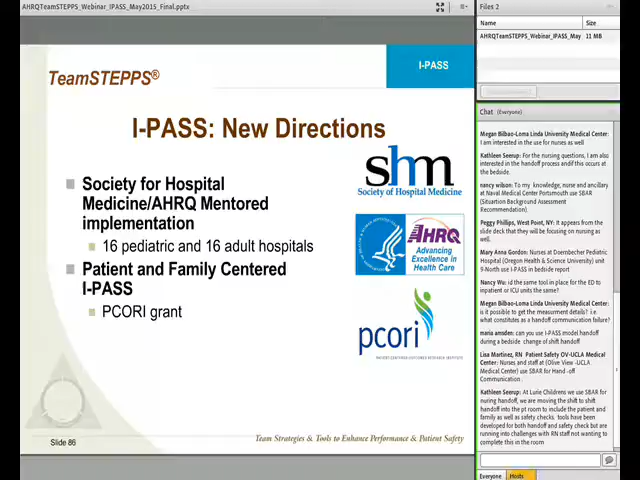 AHRQTeamSTEPPS_Webinar_IPASS_May2015_Final.pptx
TeamSTEPPS®
I-PASS
I-PASS: New Directions
Society for Hospital
Medicine/AHRQ Mentored
implementation
16 pediatric and 16 adult hospitals
Patient and Family Centered
I-PASS
PCORI grant
shm
Society of Hospital Medicine
AHRQ
Advancing
Excellence in
Health Care
pcori
PATIENT-CENTERED OUTCOMES RESEARCH INSTITUTE
Slide 86
Team Strategies & Tools to Enhance Performance & Patient Safety
Files 2
Name
Size
AHRQTeamSTEPPS_Webinar_IPASS_May
11 MB
Chat (Everyone)
Megan Bilbao-Loma Linda University Medical Center:
I am interested in the use for nurses as well
Kathleen Seerup: For the nursing questions, I am also
interested in the handoff process andif this occurs at
the bedside.
nancy wilson: To my knowledge, nurse and ancillary
at Naval Medical Center Portsmouth use SBAR
(Situation Background Assessment
Recommendation).
Peggy Phillips, West Point, NY: It appears from the
slide deck that they will be focusing on nursing as
well.
Mary Anna Gordon: Nurses at Doernbecher Pediatric
Hospital (Oregon Health & Science University) unit
9-North use I-PASS in bedside report
Nancy Wu: id the same tool in place for the ED to
inpatient or ICU units the same?
Megan Bilbao-Loma Linda University Medical Center:
is it possible to get the measurement details? i.e.
what constitutes as a handoff communication failure?
maria amsden: can you use I-PASS model handoff
during a bedside change of shift handoff
Lisa Martinez, RN Patient Safety OV-UCLA Medical
Center: Nurses and staff at (Olive View -UCLA
Medical Center) use SBAR for Hand -off
Communication.
Kathleen Seerup: At Lurie Childrens we use SBAR for
nuring handoff, we are moving the shift to shift
handoff into the pt room to include the patient and
family as well as safety checks. tools have been
developed for both handoff and safety check but are
running into challenges with RN staff not wanting to
complete this in the room
Everyone
Hosts